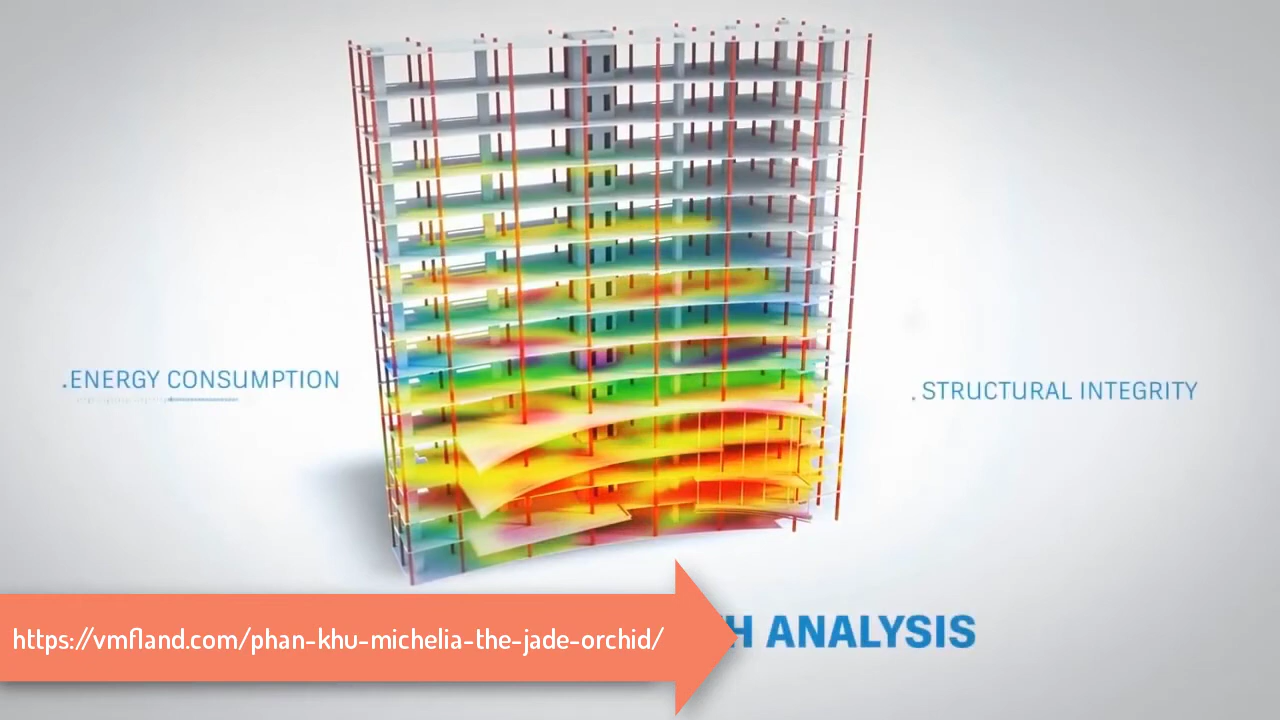 .ENERGY CONSUMPTION
. STRUCTURAL INTEGRITY
https://vmfland.com/phan-khu-michelia-the-jade-orchid/
ANALYSIS